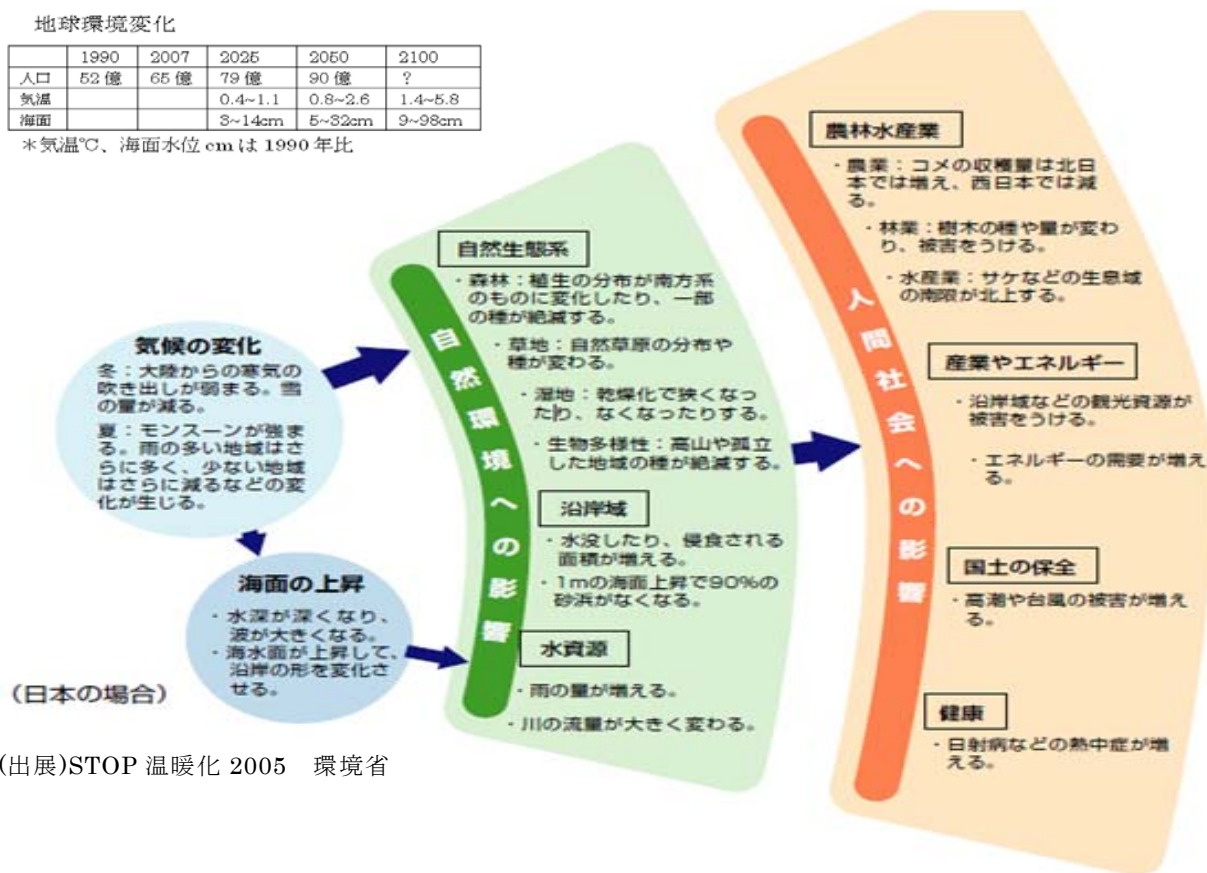 地球環境変化
1990 2007 2025 2050 2100
人口 52億 65億 79億 90億 ?
気温 0.4~1.1 0.8~2.6 1.4~5.8
海面 3~14cm 5~32cm 9~98cm
*気温℃、海面水位 cm は 1990 年比
気候の変化
冬：大陸からの寒気の
吹き出しが弱まる。雪
の量が減る。
夏：モンスーンが強ま
る。雨の多い地域はさ
らに多く、少ない地域
はさらに減るなどの変
化が生じる。
海面の上昇
・水深が深くなり、
波が大きくなる。
・海水面が上昇して、
沿岸の形を変化さ
せる。
(日本の場合)
(出展)STOP 温暖化 2005 環境省
自然環境への影響
自然生態系
・森林：植生の分布が南方系
のものに変化したり、一部
の種が絶滅する。
・草地：自然草原の分布や
種が変わる。
・湿地：乾燥化で狭くなっ
たり、なくなったりする。
・生物多様性：高山や孤立
した地域の種が絶滅する。
沿岸域
・水没したり、侵食される
面積が増える。
・1mの海面上昇で90%の
砂浜がなくなる。
水資源
・雨の量が増える。
・川の流量が大きく変わる。
人間社会への影響
農林水産業
・農業：コメの収穫量は北日
本では増え、西日本では減
る。
・林業：樹木の種や量が変わ
り、被害をうける。
・水産業：サケなどの生息域
の南限が北上する。
産業やエネルギー
・沿岸域などの観光資源が
被害をうける。
・エネルギーの需要が増え
る。
国土の保全
・高潮や台風の被害が増え
る。
健康
・日射病などの熱中症が増
える。